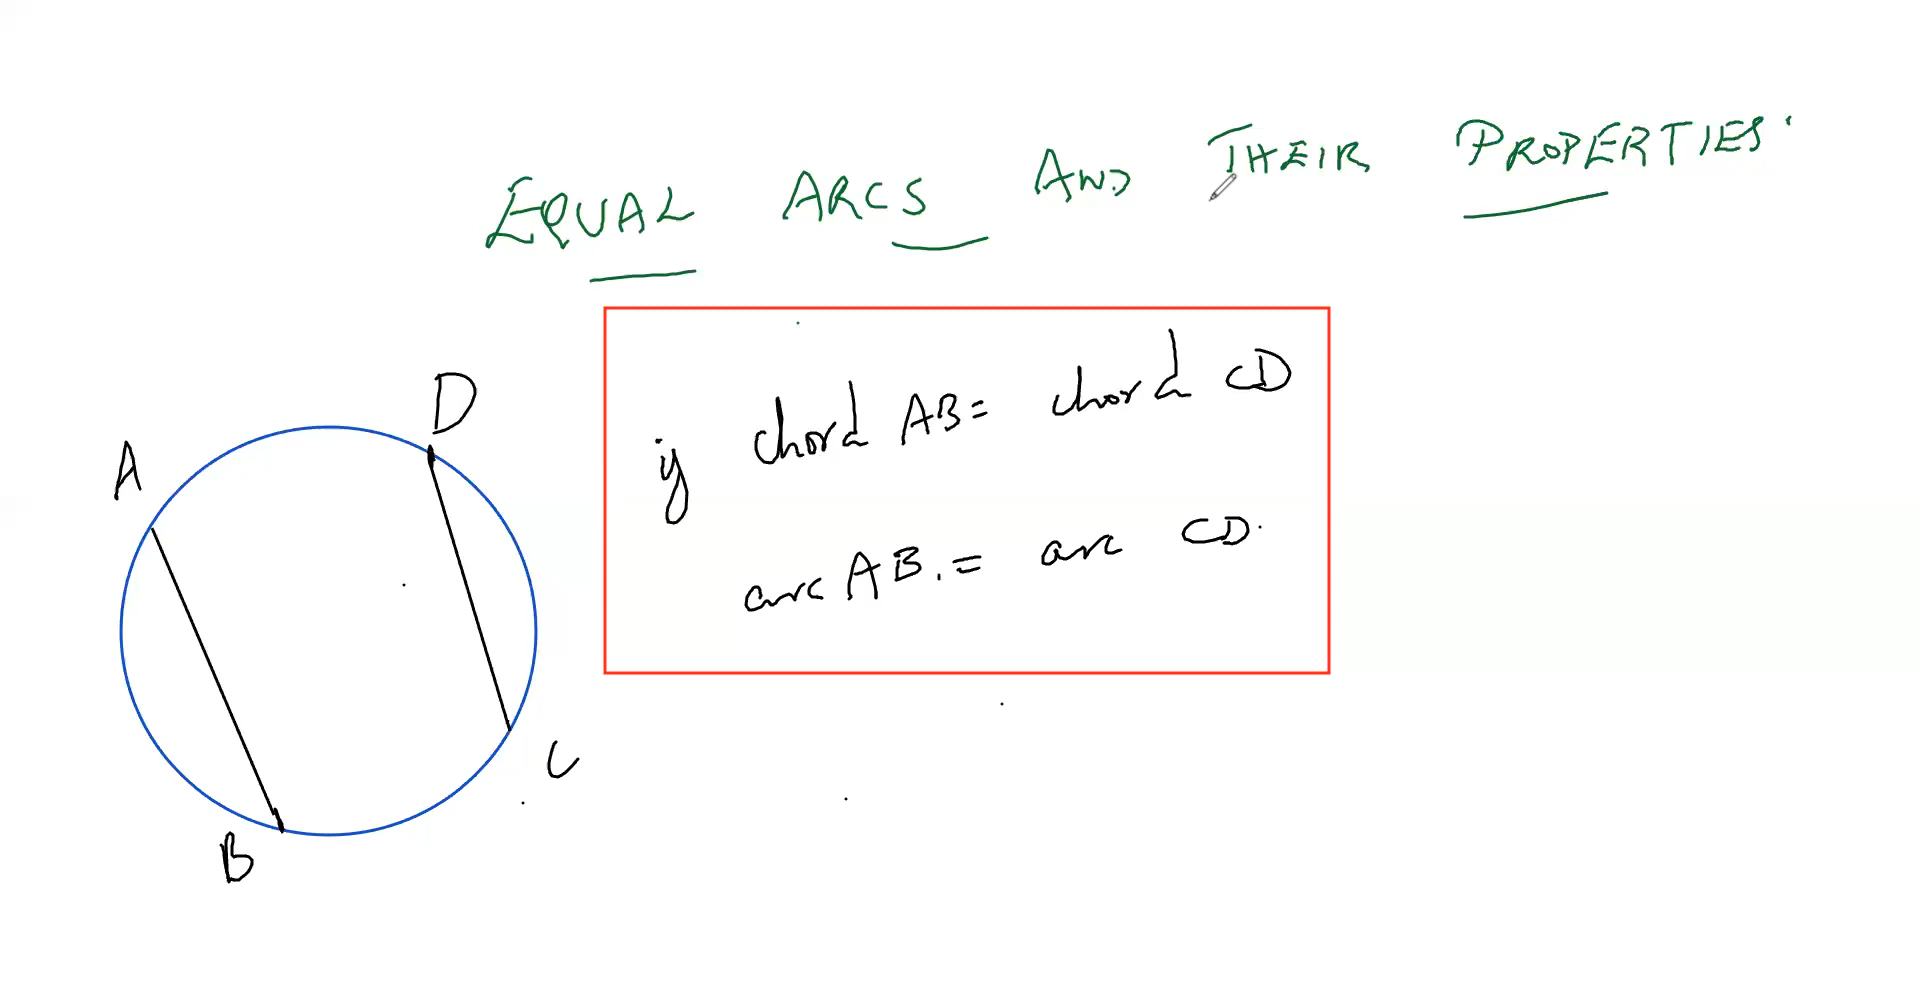 EQUAL ARCS AND THEIR PROPERTIES.
if chord AB = chord CD
arc AB. = arc CD.
A
D
B
C